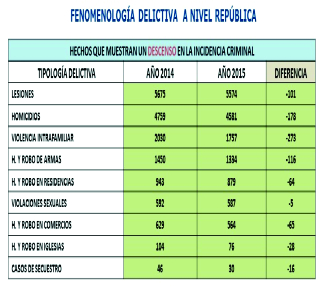 FENOMENOLOGÍA DELICTIVA A NIVEL REPÚBLICA
HECHOS QUE MUESTRAN UN DESCENSO EN LA INCIDENCIA CRIMINAL
TIPOLOGÍA DELICTIVA AÑO 2014 AÑO 2015 DIFERENCIA
LESIONES 5675 5574 -101
HOMICIDIOS 4759 4581 -178
VIOLENCIA INTRAFAMILIAR 2030 1757 -273
H. Y ROBO DE ARMAS 1450 1334 -116
H. Y ROBO EN RESIDENCIAS 943 879 -64
VIOLACIONES SEXUALES 592 587 -5
H. Y ROBO EN COMERCIOS 629 564 -65
H. Y ROBO EN IGLESIAS 104 76 -28
CASOS DE SECUESTRO 46 30 -16